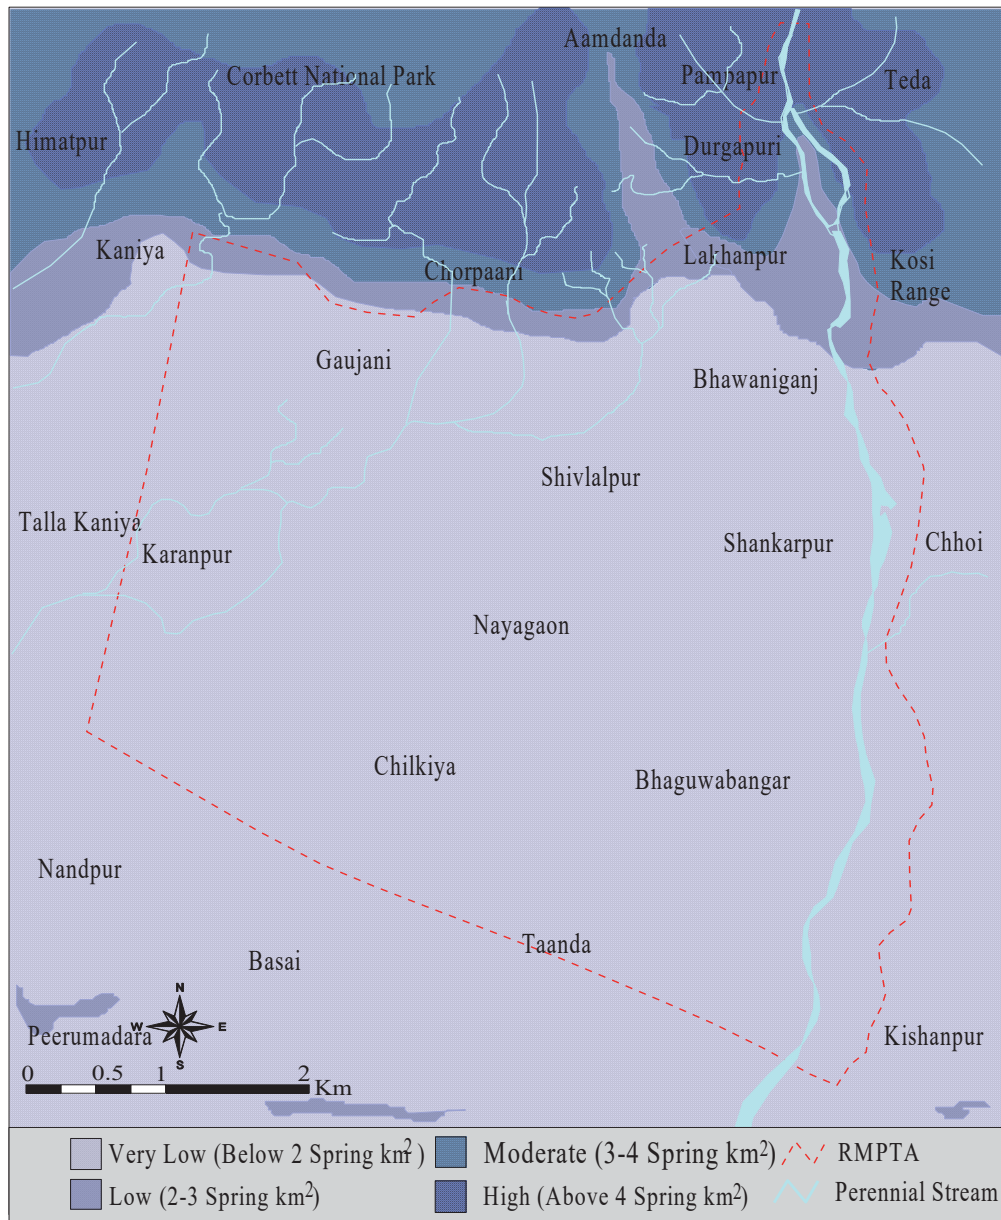 Aamdanda
Corbett National Park
Pampapur
Teda
Himatpur
Durgapuri
Kaniya
Lakhanpur
Kosi
Range
Chorpaani
Gaujani
Bhawaniganj
Shivlalpur
Talla Kaniya
Karanpur
Shankarpur
Chhoi
Nayagaon
Chilkiya
Bhaguwabangar
Nandpur
Taanda
Basai
N
W E
S
Peerumadara
Kishanpur
0 0.5 1 2
Km
Very Low (Below 2 Spring km²)
Moderate (3-4 Spring km²)
RMPTA
Low (2-3 Spring km²)
High (Above 4 Spring km²)
Perennial Stream